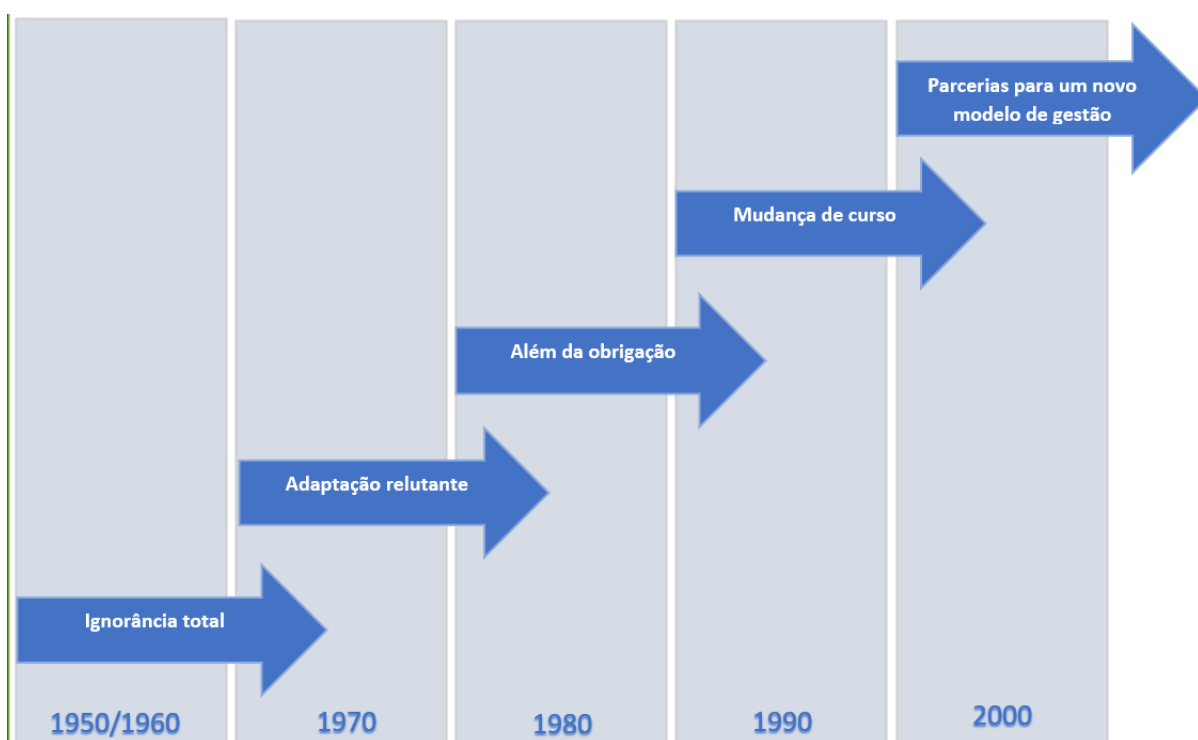 Parcerias para um novo
modelo de gestão
Mudança de curso
Além da obrigação
Adaptação relutante
Ignorância total
1950/1960
1970
1980
1990
2000